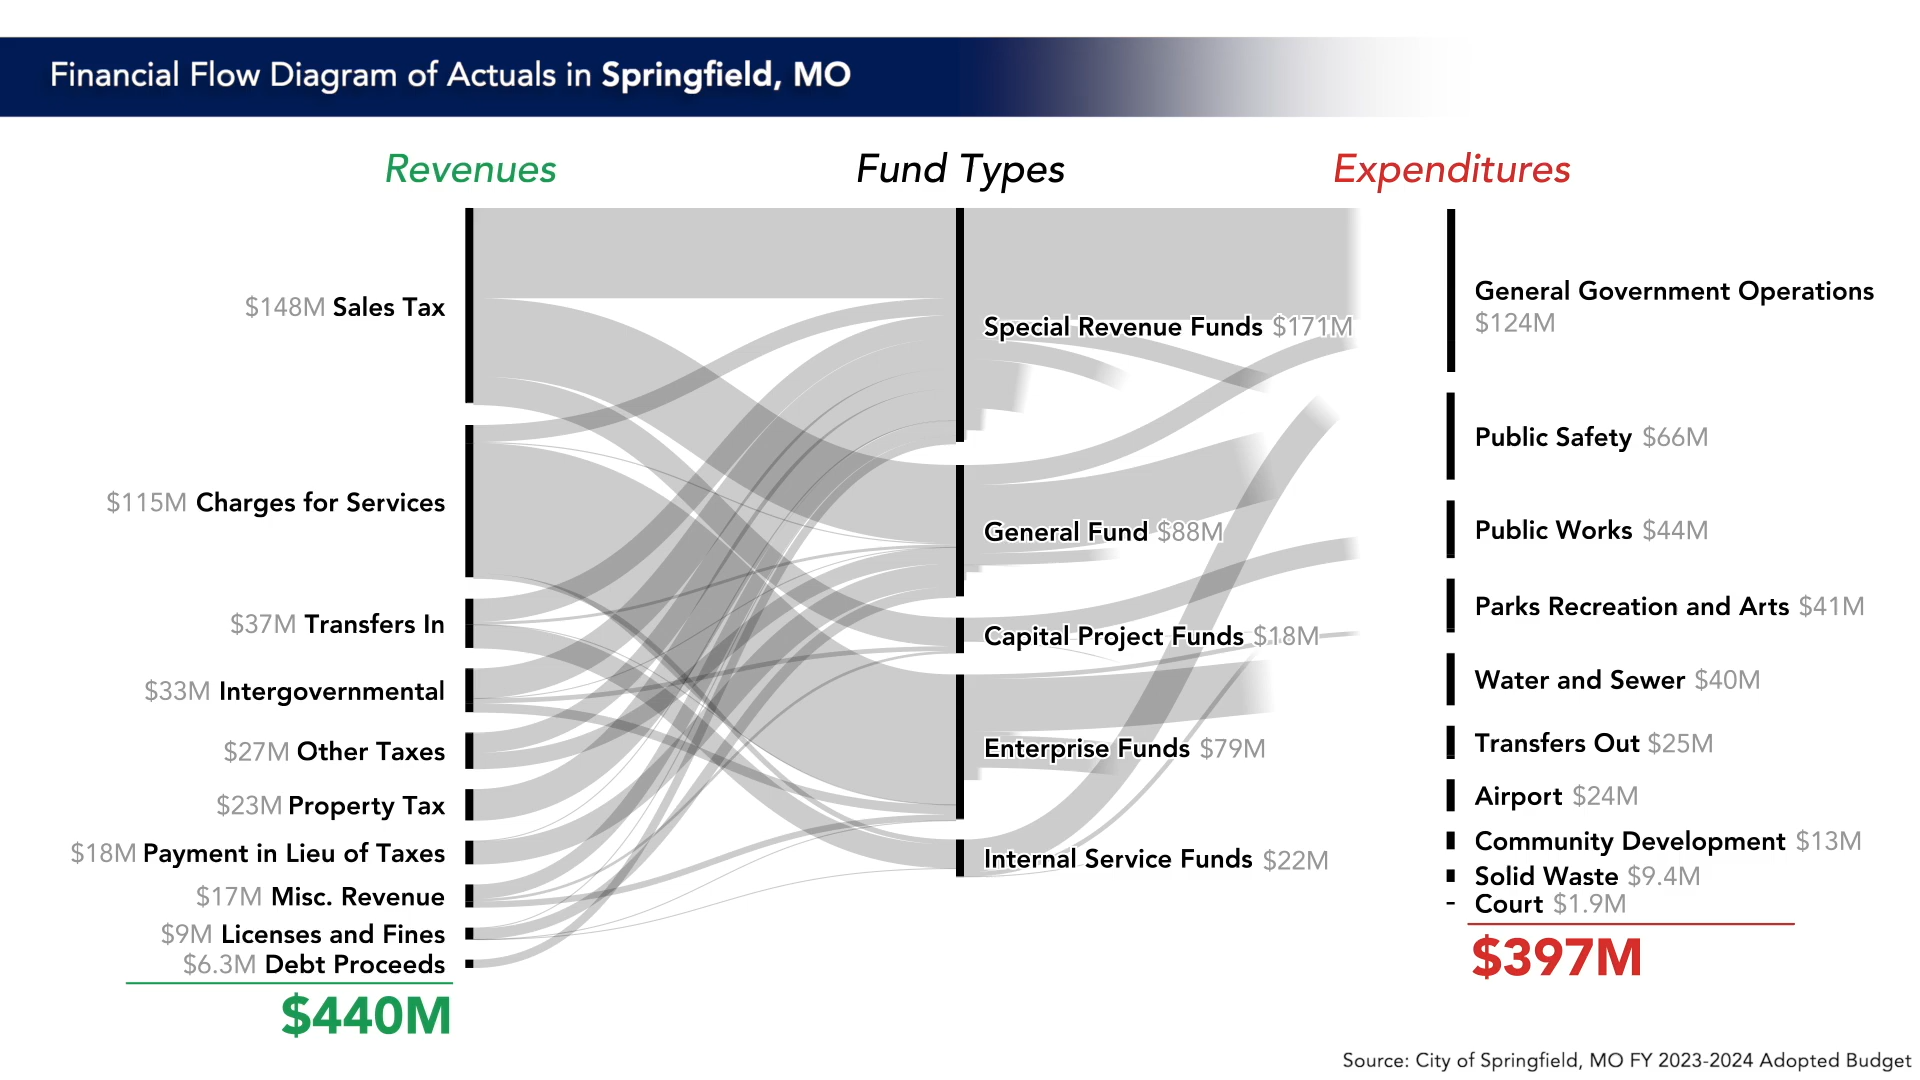 Financial Flow Diagram of Actuals in Springfield, MO
Revenues
Fund Types
Expenditures
$148M Sales Tax
$115M Charges for Services
$37M Transfers In
$33M Intergovernmental
$27M Other Taxes
$23M Property Tax
$18M Payment in Lieu of Taxes
$17M Misc. Revenue
$9M Licenses and Fines
$6.3M Debt Proceeds
$440M
Special Revenue Funds $171M
General Fund $88M
Capital Project Funds $18M
Enterprise Funds $79M
Internal Service Funds $22M
General Government Operations
$124M
Public Safety $66M
Public Works $44M
Parks Recreation and Arts $41M
Water and Sewer $40M
Transfers Out $25M
Airport $24M
Community Development $13M
Solid Waste $9.4M
Court $1.9M
$397M
Source: City of Springfield, MO FY 2023-2024 Adopted Budget